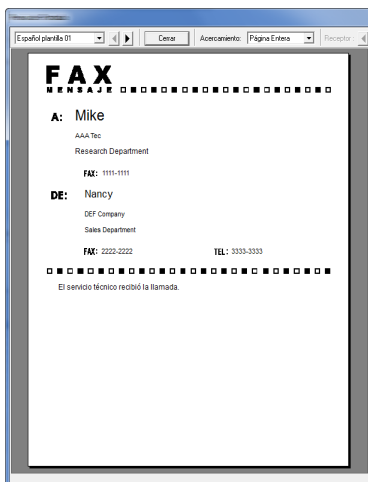 Español plantilla 01 Cerrar Acercamiento: Página Entera Receptor:
FAX
MENSAJE
A: Mike
AAA Tec
Research Department
FAX: 1111-1111
DE: Nancy
DEF Company
Sales Department
FAX: 2222-2222 TEL: 3333-3333
El servicio técnico recibió la llamada.